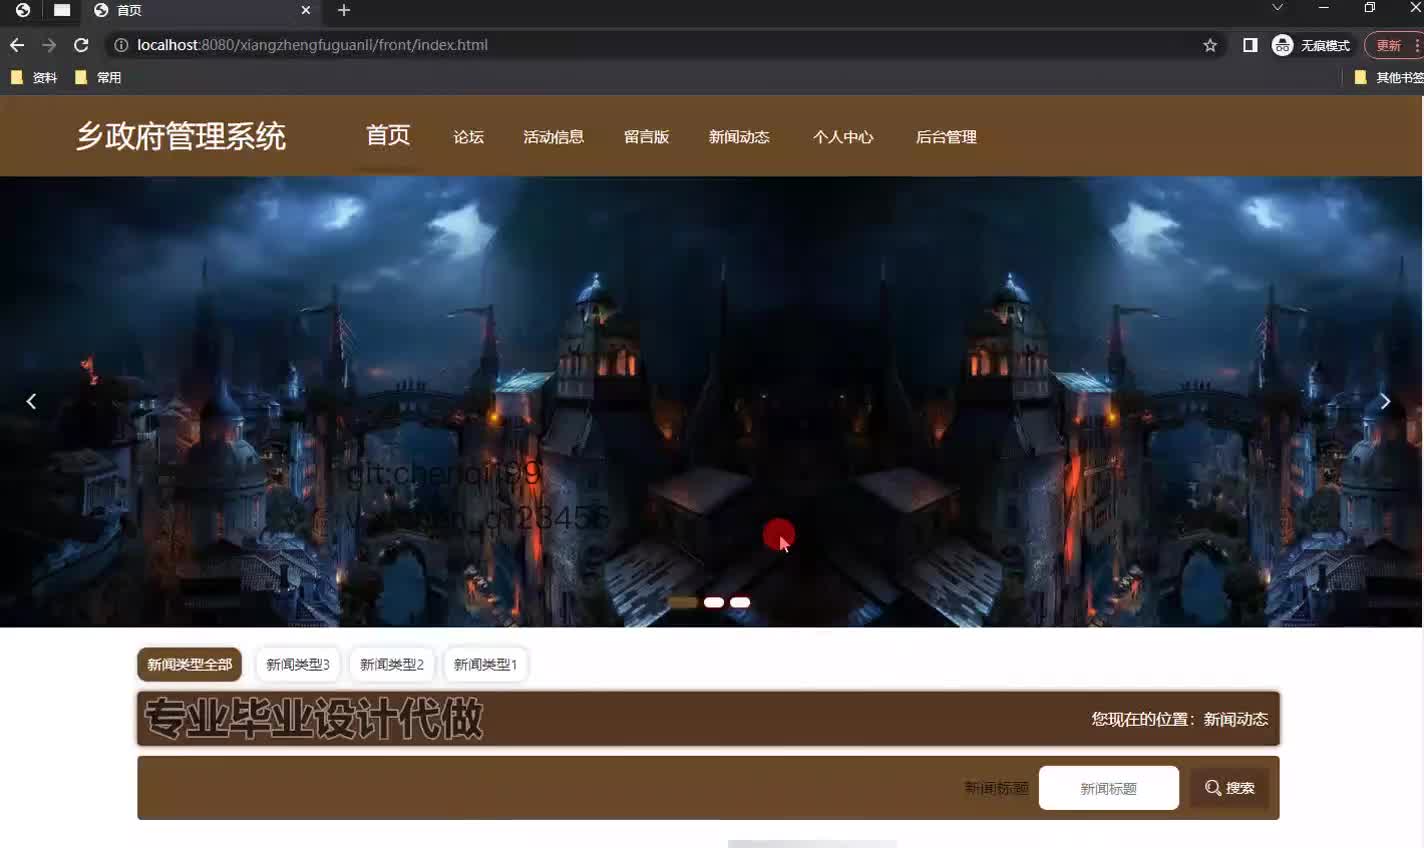 首页
localhost:8080/xiangzhengfuguanli/front/index.html
无痕模式
更新
资料
常用
其他书签
乡政府管理系统
首页
论坛
活动信息
留言版
新闻动态
个人中心
后台管理
新闻类型全部
新闻类型3
新闻类型2
新闻类型1
专业毕业设计代做
您现在的位置：新闻动态
新闻标题
新闻标题
搜索